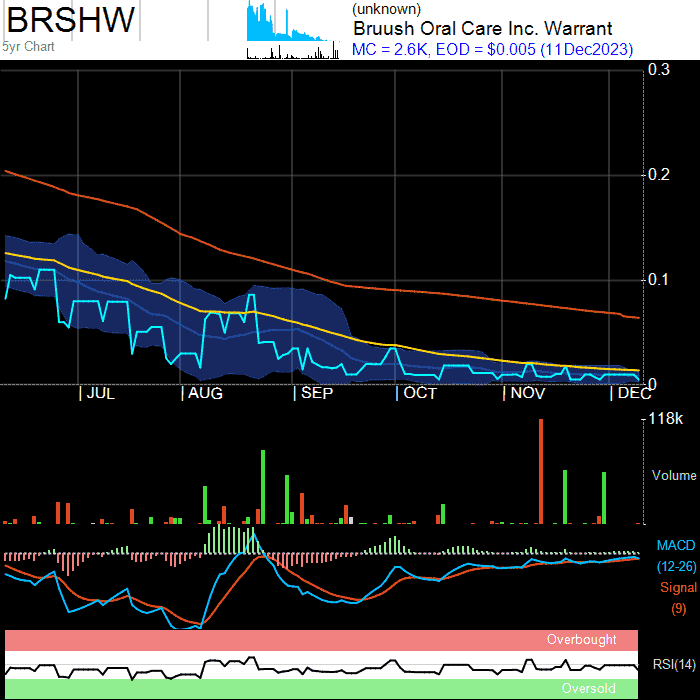 BRSHW
5yr Chart
(unknown)
Bruush Oral Care Inc. Warrant
MC = 2.6K, EOD = $0.005 (11Dec2023)
0.3
0.2
0.1
0
JUL AUG SEP OCT NOV DEC
118k
Volume
MACD
(12-26)
Signal
(9)
Overbought
RSI(14)
Oversold